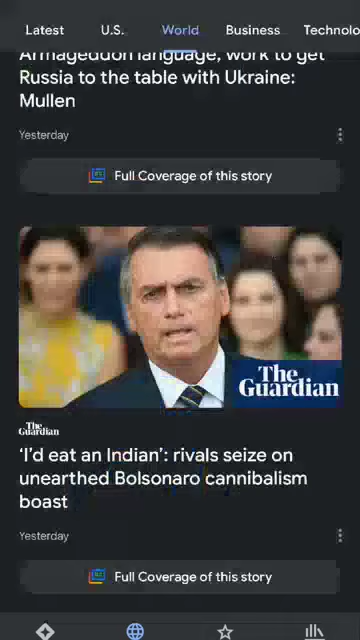 Latest U.S. World Business Technolo
Armageddon language, work to get
Russia to the table with Ukraine:
Mullen
Yesterday
Full Coverage of this story
The
Guardian
The
Guardian
‘I’d eat an Indian’: rivals seize on
unearthed Bolsonaro cannibalism
boast
Yesterday
Full Coverage of this story